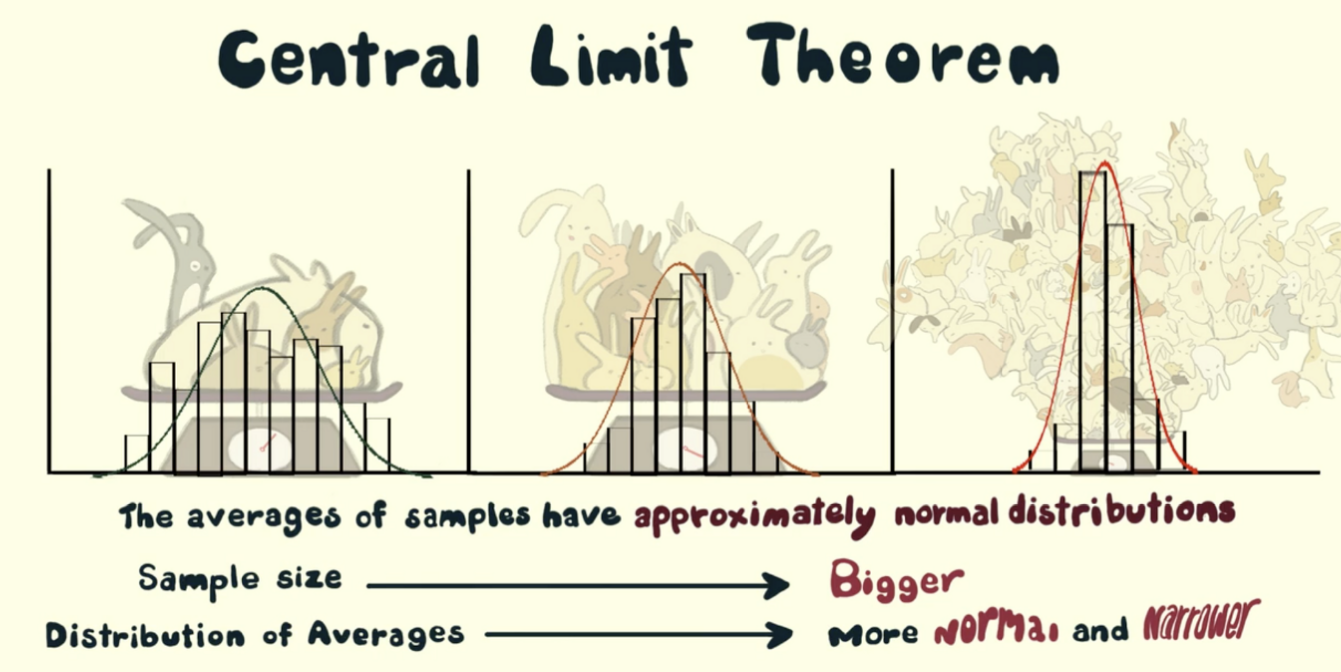 Central Limit Theorem
The averages of samples have approximately normal distributions
Sample size Bigger
Distribution of Averages More normal and Narrower